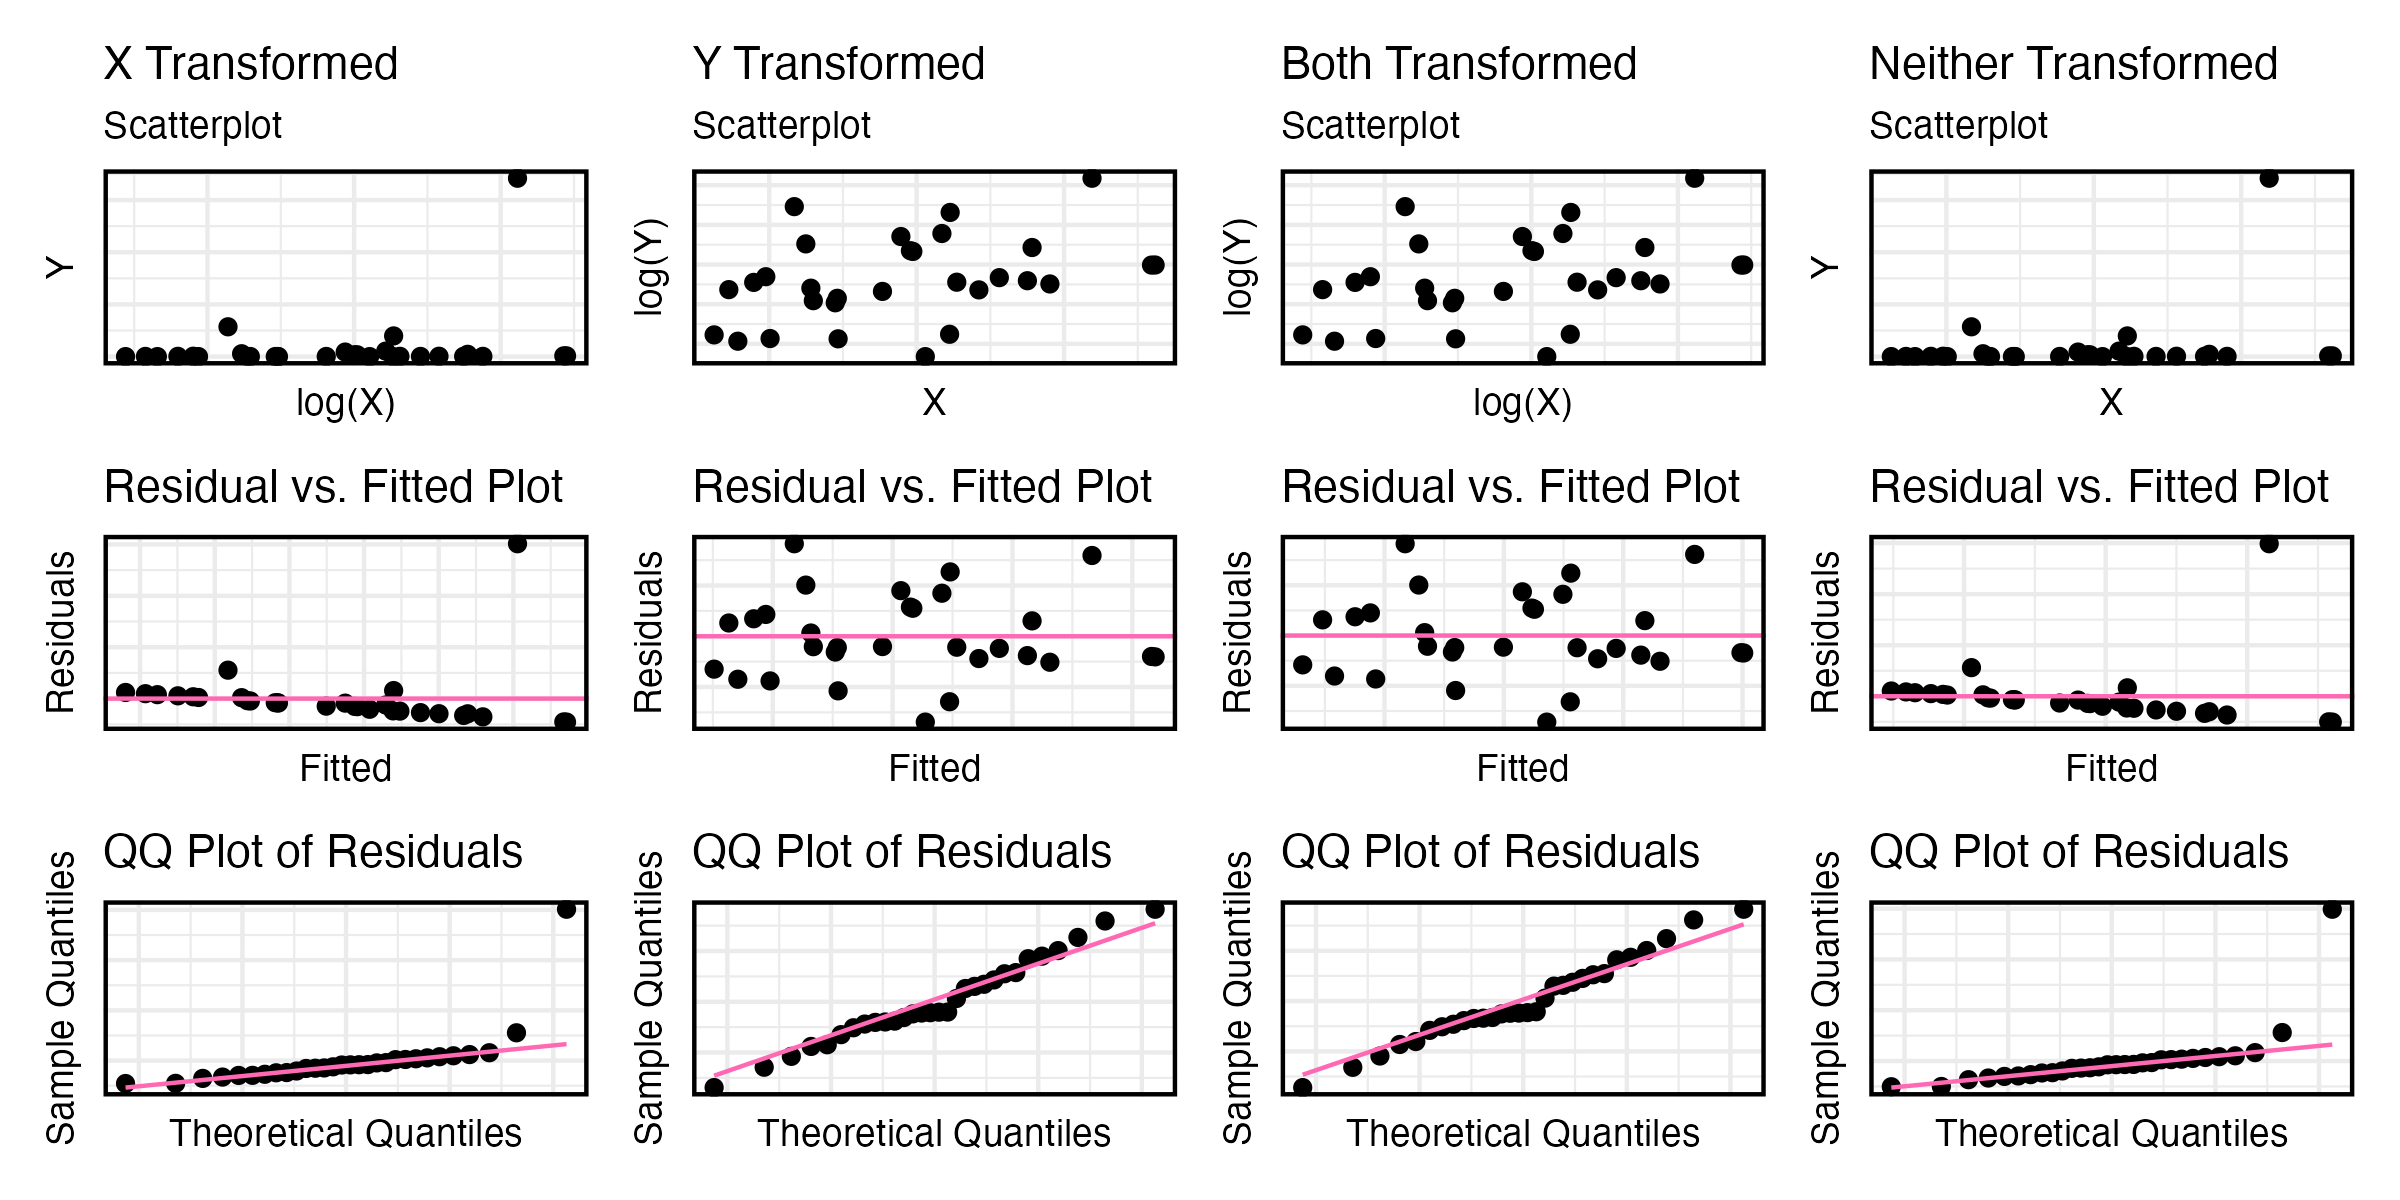 X Transformed
Scatterplot
Y
log(X)
Y Transformed
Scatterplot
log(Y)
X
Both Transformed
Scatterplot
log(Y)
log(X)
Neither Transformed
Scatterplot
Y
X
Residual vs. Fitted Plot
Residuals
Fitted
Residual vs. Fitted Plot
Residuals
Fitted
Residual vs. Fitted Plot
Residuals
Fitted
Residual vs. Fitted Plot
Residuals
Fitted
QQ Plot of Residuals
Sample Quantiles
Theoretical Quantiles
QQ Plot of Residuals
Sample Quantiles
Theoretical Quantiles
QQ Plot of Residuals
Sample Quantiles
Theoretical Quantiles
QQ Plot of Residuals
Sample Quantiles
Theoretical Quantiles